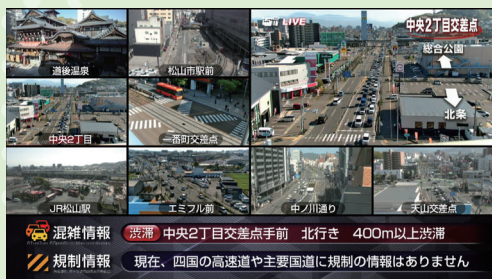 LIVE
中央2丁目交差点
総合公園
北条
道後温泉
松山市駅前
中央2丁目
一番町交差点
JR松山駅
エミフル前
中ノ川通り
天山交差点
混雑情報
渋滞 中央2丁目交差点手前 北行き 400m以上渋滞
規制情報
現在、四国の高速道や主要国道に規制の情報はありません